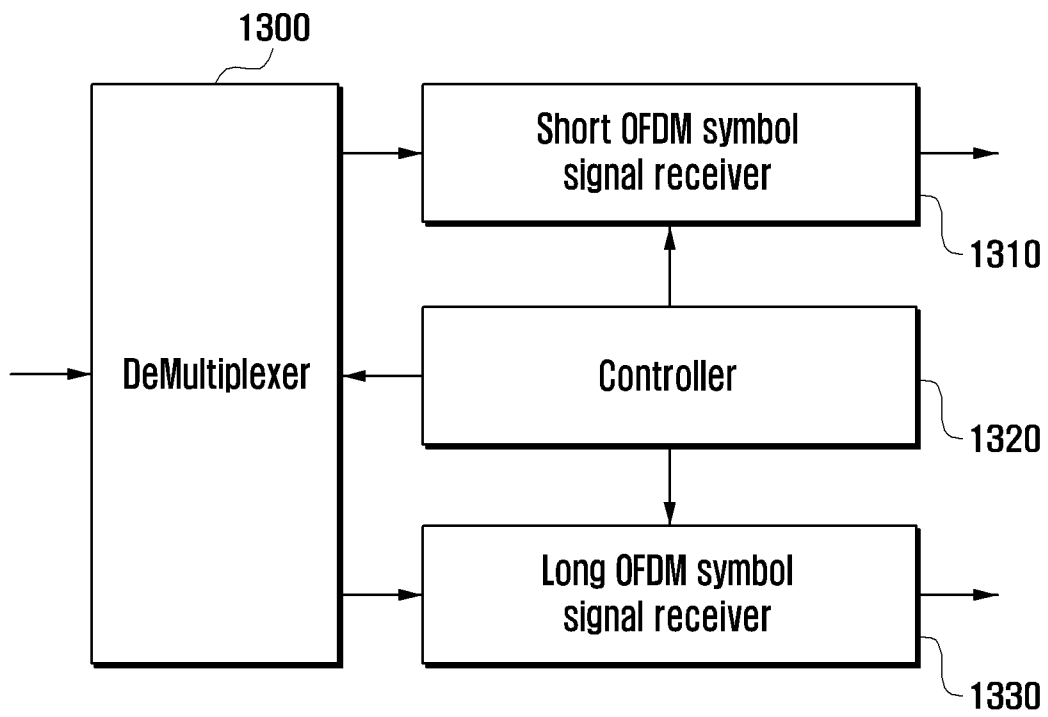 1300
Short OFDM symbol
signal receiver
1310
DeMultiplexer
Controller
1320
Long OFDM symbol
signal receiver
1330